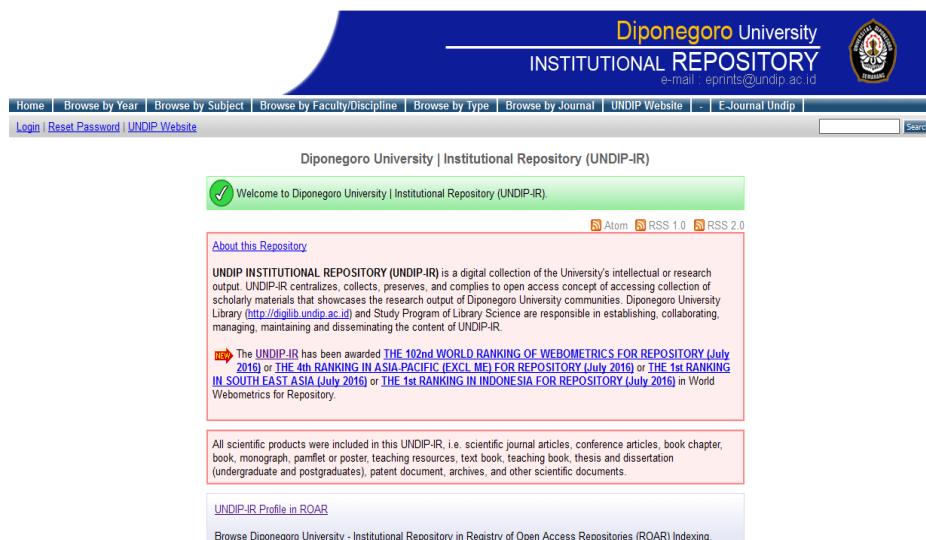 Diponegoro University
INSTITUTIONAL REPOSITORY
e-mail : eprints@undip.ac.id
Home Browse by Year Browse by Subject Browse by Faculty/Discipline Browse by Type Browse by Journal UNDIP Website - E-Journal Undip
Login | Reset Password | UNDIP Website
Searc
Diponegoro University | Institutional Repository (UNDIP-IR)
Welcome to Diponegoro University | Institutional Repository (UNDIP-IR).
Atom RSS 1.0 RSS 2.0
About this Repository
UNDIP INSTITUTIONAL REPOSITORY (UNDIP-IR) is a digital collection of the University's intellectual or research
output. UNDIP-IR centralizes, collects, preserves, and complies to open access concept of accessing collection of
scholarly materials that showcases the research output of Diponegoro University communities. Diponegoro University
Library (http://digilib.undip.ac.id) and Study Program of Library Science are responsible in establishing, collaborating,
managing, maintaining and disseminating the content of UNDIP-IR.
NEW The UNDIP-IR has been awarded THE 102nd WORLD RANKING OF WEBOMETRICS FOR REPOSITORY (July
2016) or THE 4th RANKING IN ASIA-PACIFIC (EXCL ME) FOR REPOSITORY (July 2016) or THE 1st RANKING
IN SOUTH EAST ASIA (July 2016) or THE 1st RANKING IN INDONESIA FOR REPOSITORY (July 2016) in World
Webometrics for Repository.
All scientific products were included in this UNDIP-IR, i.e. scientific journal articles, conference articles, book chapter,
book, monograph, pamflet or poster, teaching resources, text book, teaching book, thesis and dissertation
(undergraduate and postgraduates), patent document, archives, and other scientific documents.
UNDIP-IR Profile in ROAR
Browse Diponegoro University - Institutional Repository in Registry of Open Access Repositories (ROAR) Indexing.